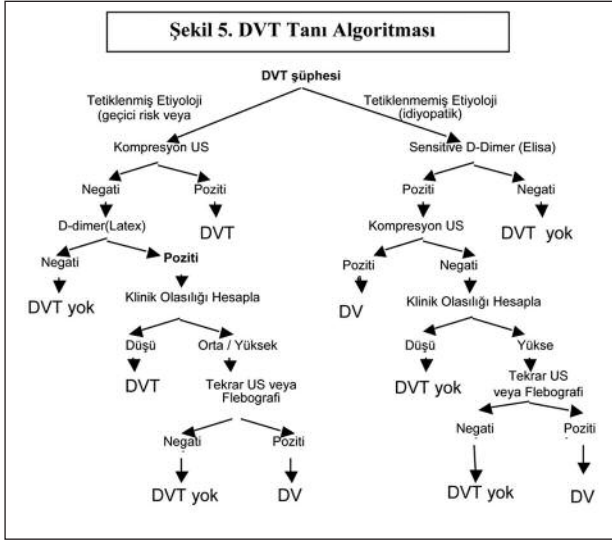 Şekil 5. DVT Tanı Algoritması
DVT şüphesi
Tetiklenmiş Etiyoloji
(geçici risk veya
Tetiklenmemiş Etiyoloji
(idiyopatik)
Kompresyon US
Sensitive D-Dimer (Elisa)
Negati
Poziti
Poziti
Negati
D-dimer(Latex)
DVT
Kompresyon US
DVT yok
Negati
Poziti
Poziti
Negati
DVT yok
Klinik Olasılığı Hesapla
DV
Klinik Olasılığı Hesapla
Düşü
Orta / Yüksek
Düşü
Yükse
DVT
Tekrar US veya
Flebografi
DVT yok
Tekrar US
veya Flebografi
Negati
Poziti
Negati
Poziti
DVT yok
DV
DVT yok
DV